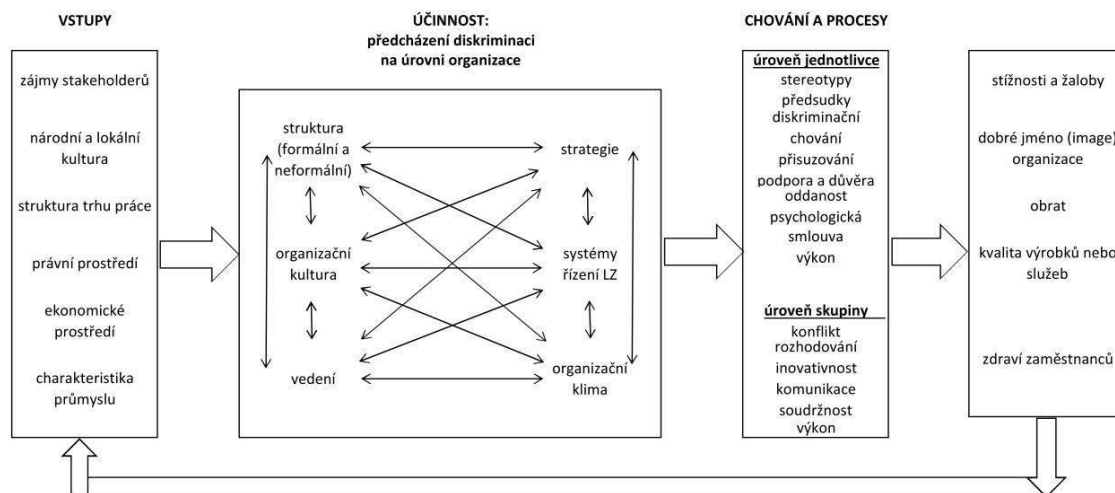 VSTUPY
zájmy stakeholderů
národní a lokální
kultura
struktura trhu práce
právní prostředí
ekonomické
prostředí
charakteristika
průmyslu
ÚČINNOST:
předcházení diskriminaci
na úrovni organizace
struktura
(formální a
neformální)
organizační
kultura
vedení
strategie
systémy
řízení LZ
organizační
klima
CHOVÁNÍ A PROCESY
úroveň jednotlivce
stereotypy
předsudky
diskriminační
chování
přisuzování
podpora a důvěra
oddanost
psychologická
smlouva
výkon
úroveň skupiny
konflikt
rozhodování
inovativnost
komunikace
soudržnost
výkon
stížnosti a žaloby
dobré jméno (image)
organizace
obrat
kvalita výrobků nebo
služeb
zdraví zaměstnanců